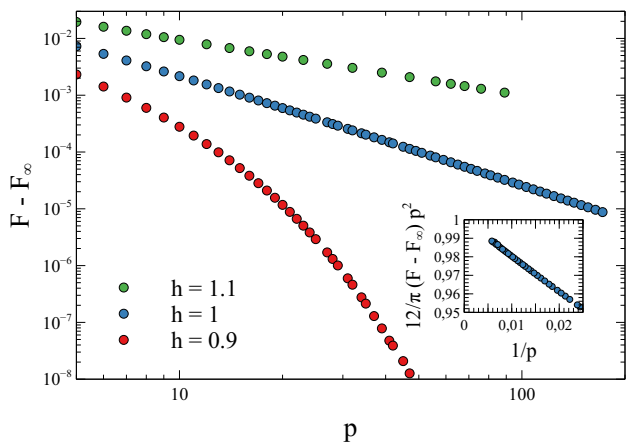 10⁻²
10⁻³
10⁻⁴
10⁻⁵
10⁻⁶
10⁻⁷
10⁻⁸
F - F∞
h = 1.1
h = 1
h = 0.9
10
100
p
12/π (F - F∞) p²
1
0,99
0,98
0,97
0,96
0,95
0
0,01
0,02
1/p